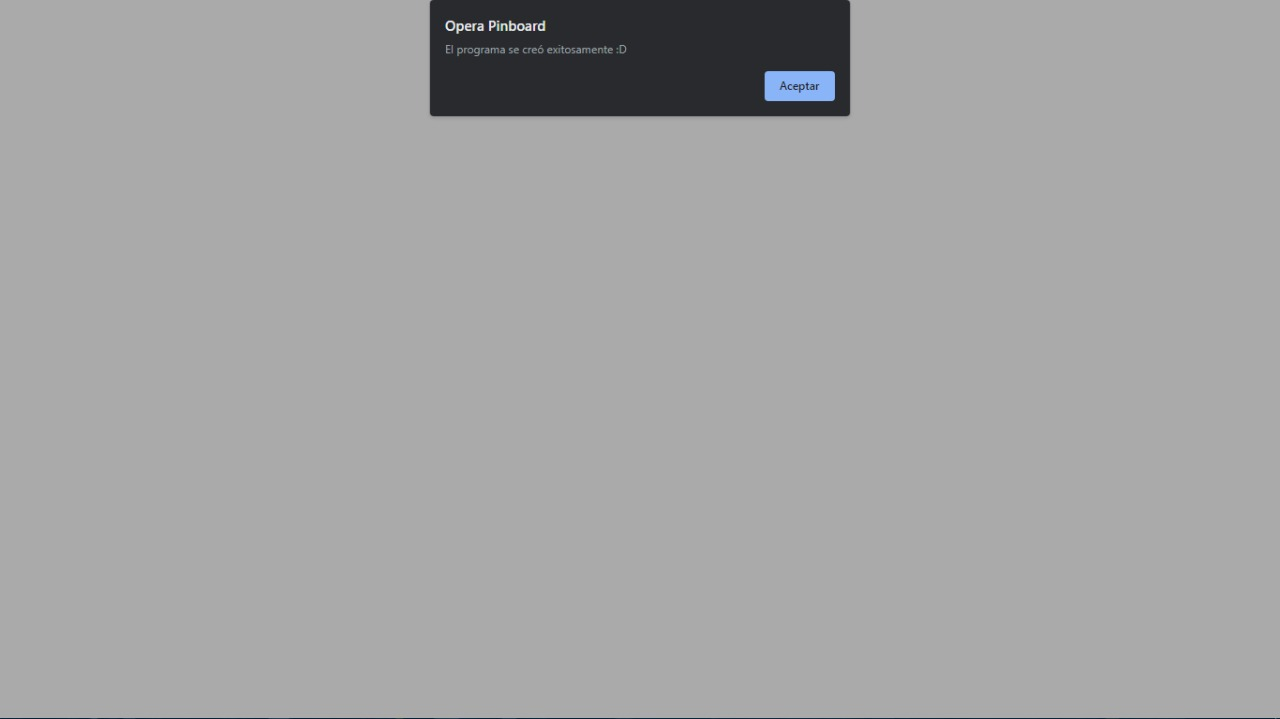 Opera Pinboard
El programa se creó exitosamente :D
Aceptar